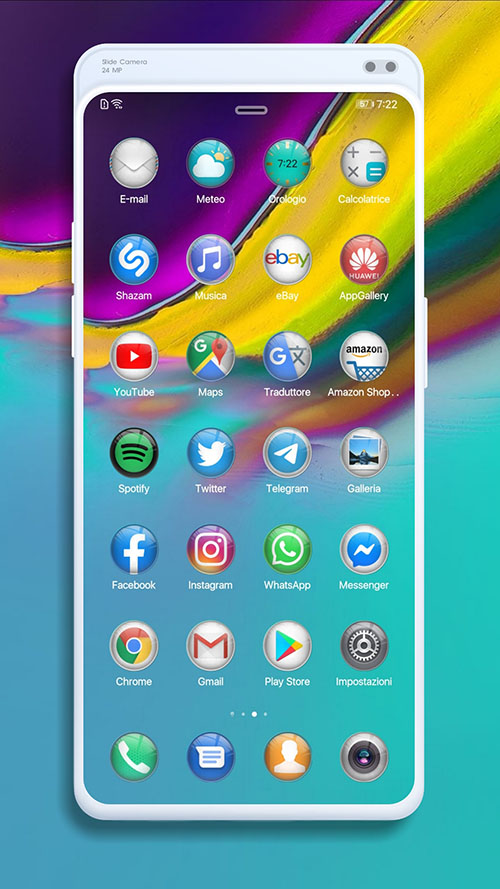 Slide Camera
24 MP
57 7:22
7:22
E-mail Meteo Orologio Calcolatrice
ebay HUAWEI
Shazam Musica eBay AppGallery
G G amazon
YouTube Maps Traduttore Amazon Shop . .
Spotify Twitter Telegram Galleria
Facebook Instagram WhatsApp Messenger
Chrome Gmail Play Store Impostazioni